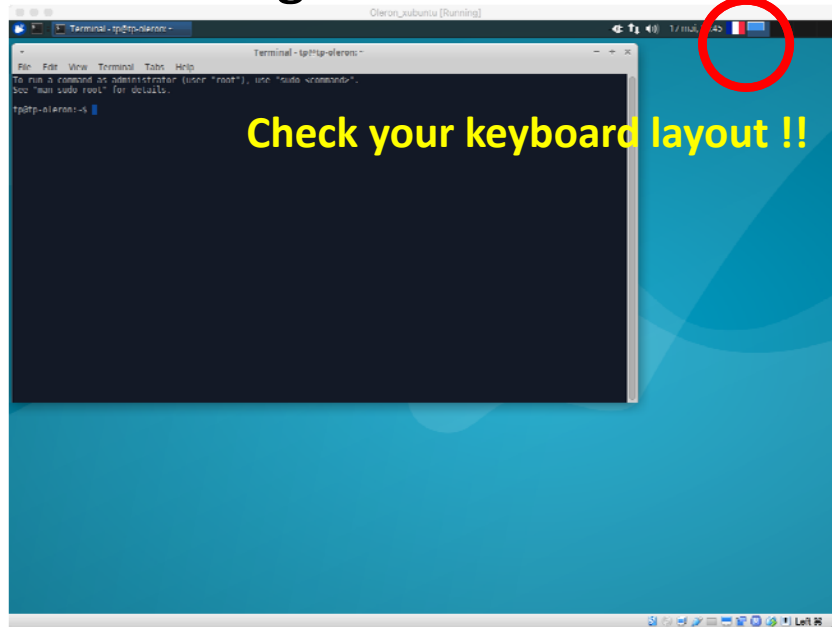 Oleron_xubuntu [Running]
Terminal - tp@tp-oleron: ~
17 mai,
Terminal - tp@tp-oleron: ~
File Edit View Terminal Tabs Help
To run a command as administrator (user "root"), use "sudo <command>".
See "man sudo_root" for details.
tp@tp-oleron:~$
Check your keyboard layout !!
Left ⌘